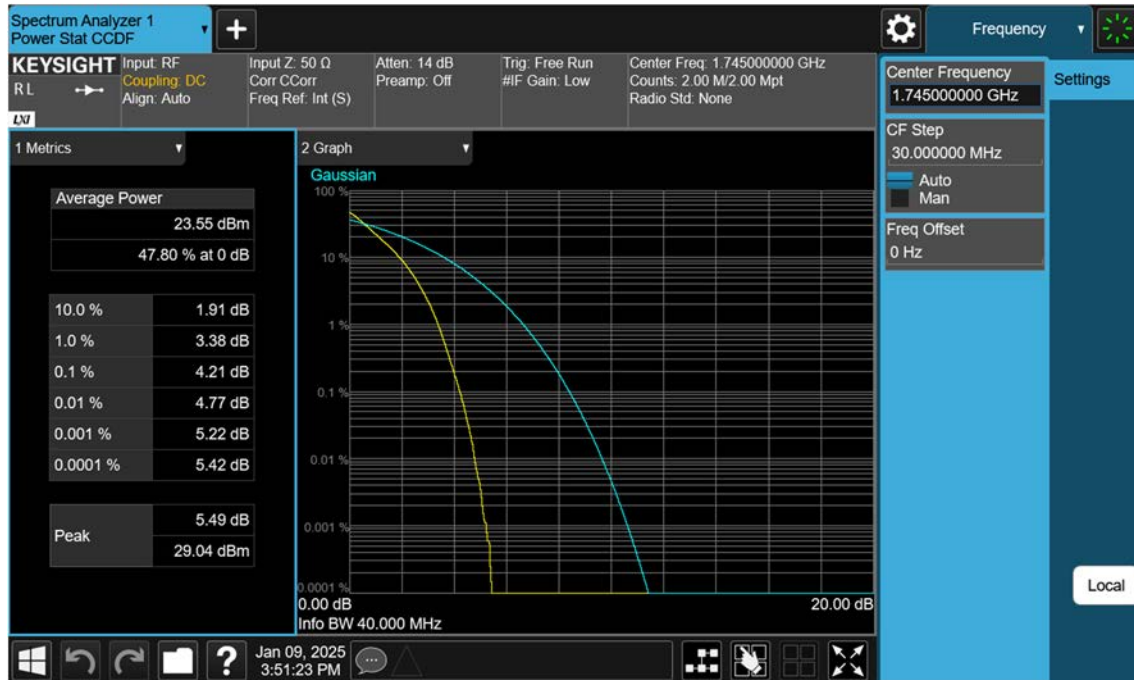 Spectrum Analyzer 1
Power Stat CCDF
Frequency
KEYSIGHT
RL
LXI
Input: RF
Coupling: DC
Align: Auto
Input Z: 50 Ω
Corr CCorr
Freq Ref: Int (S)
Atten: 14 dB
Preamp: Off
Trig: Free Run
#IF Gain: Low
Center Freq: 1.745000000 GHz
Counts: 2.00 M/2.00 Mpt
Radio Std: None
Center Frequency
1.745000000 GHz
Settings
CF Step
30.000000 MHz
Auto
Man
Freq Offset
0 Hz
1 Metrics
Average Power
23.55 dBm
47.80 % at 0 dB
10.0 % 1.91 dB
1.0 % 3.38 dB
0.1 % 4.21 dB
0.01 % 4.77 dB
0.001 % 5.22 dB
0.0001 % 5.42 dB
Peak 5.49 dB
29.04 dBm
2 Graph
Gaussian
100 %
10 %
1 %
0.1 %
0.01 %
0.001 %
0.0001 %
0.00 dB 20.00 dB
Info BW 40.000 MHz
Local
?
Jan 09, 2025
3:51:23 PM